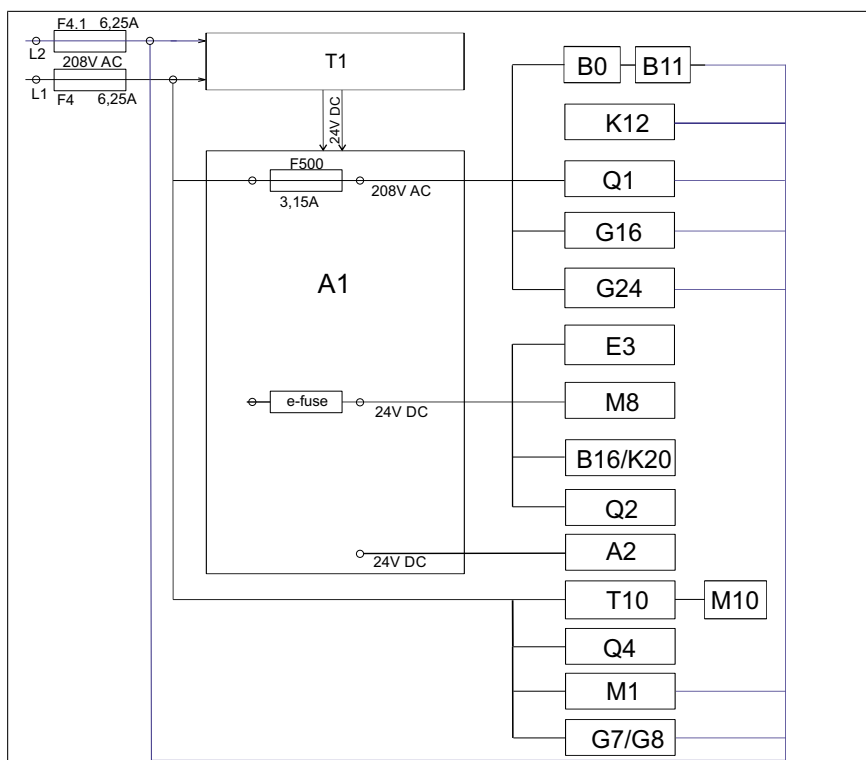 F4.1 6,25A
L2
208V AC
L1
F4 6,25A
T1
24V DC
F500
3,15A
208V AC
A1
e-fuse
24V DC
24V DC
B0
B11
K12
Q1
G16
G24
E3
M8
B16/K20
Q2
A2
T10
M10
Q4
M1
G7/G8